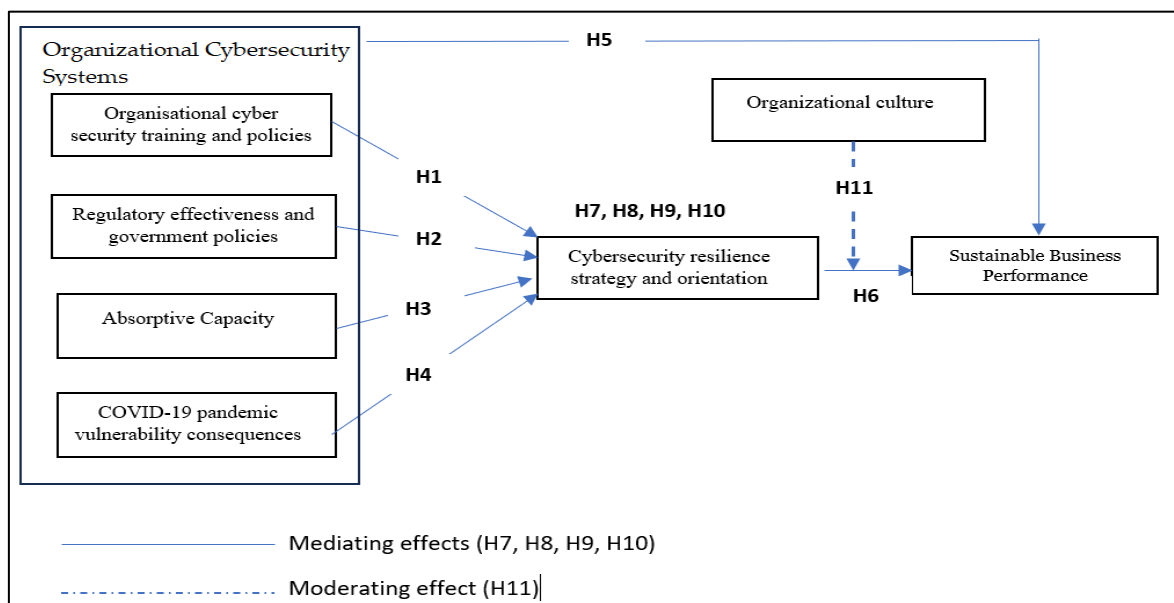 Organizational Cybersecurity
Systems
H5
Organisational cyber
security training and policies
Organizational culture
H1
H11
Regulatory effectiveness and
government policies
H7, H8, H9, H10
H2
Cybersecurity resilience
strategy and orientation
Sustainable Business
Performance
H6
Absorptive Capacity
H3
H4
COVID-19 pandemic
vulnerability consequences
Mediating effects (H7, H8, H9, H10)
Moderating effect (H11)